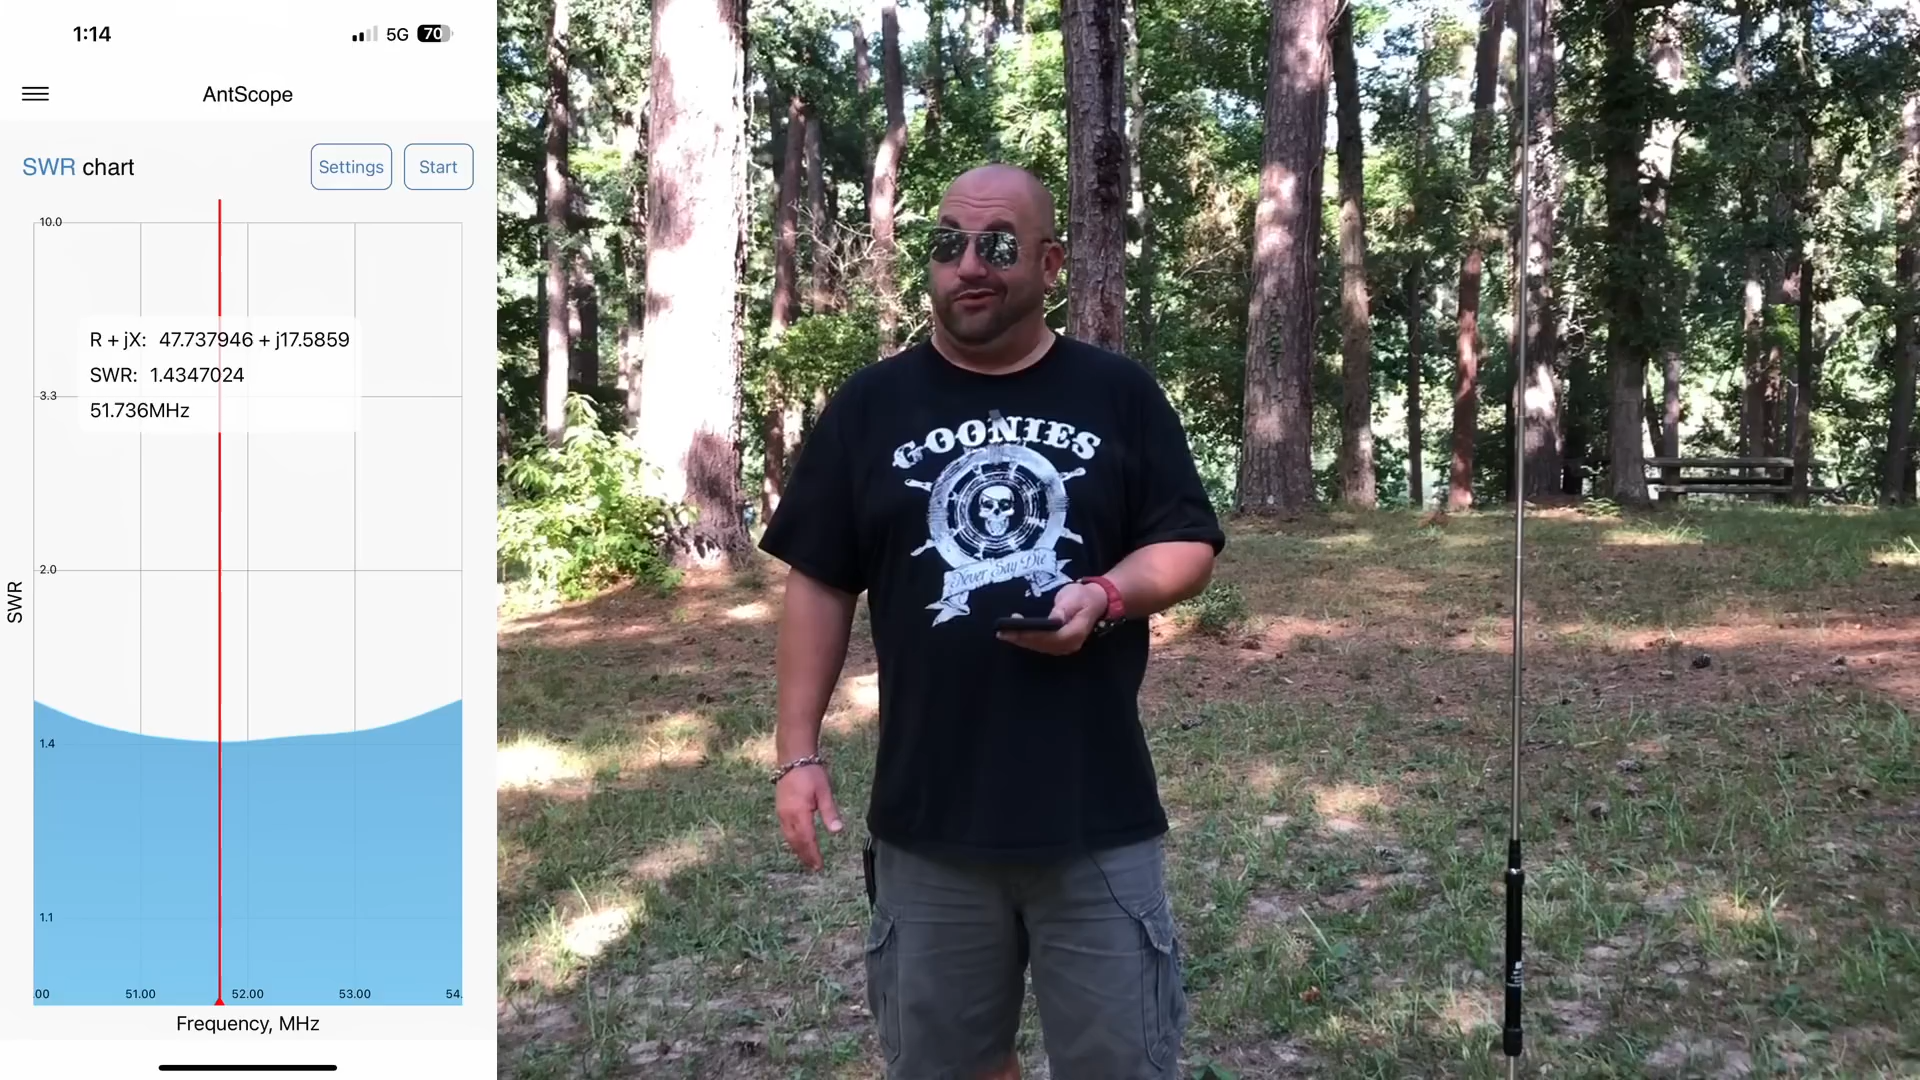 1:14
5G
70
AntScope
SWR chart
Settings
Start
10.0
R + jX: 47.737946 + j17.5859
SWR: 1.4347024
3.3
51.736MHz
2.0
SWR
1.4
1.1
.00
51.00
52.00
53.00
54.
Frequency, MHz
GOONIES
Never Say Die